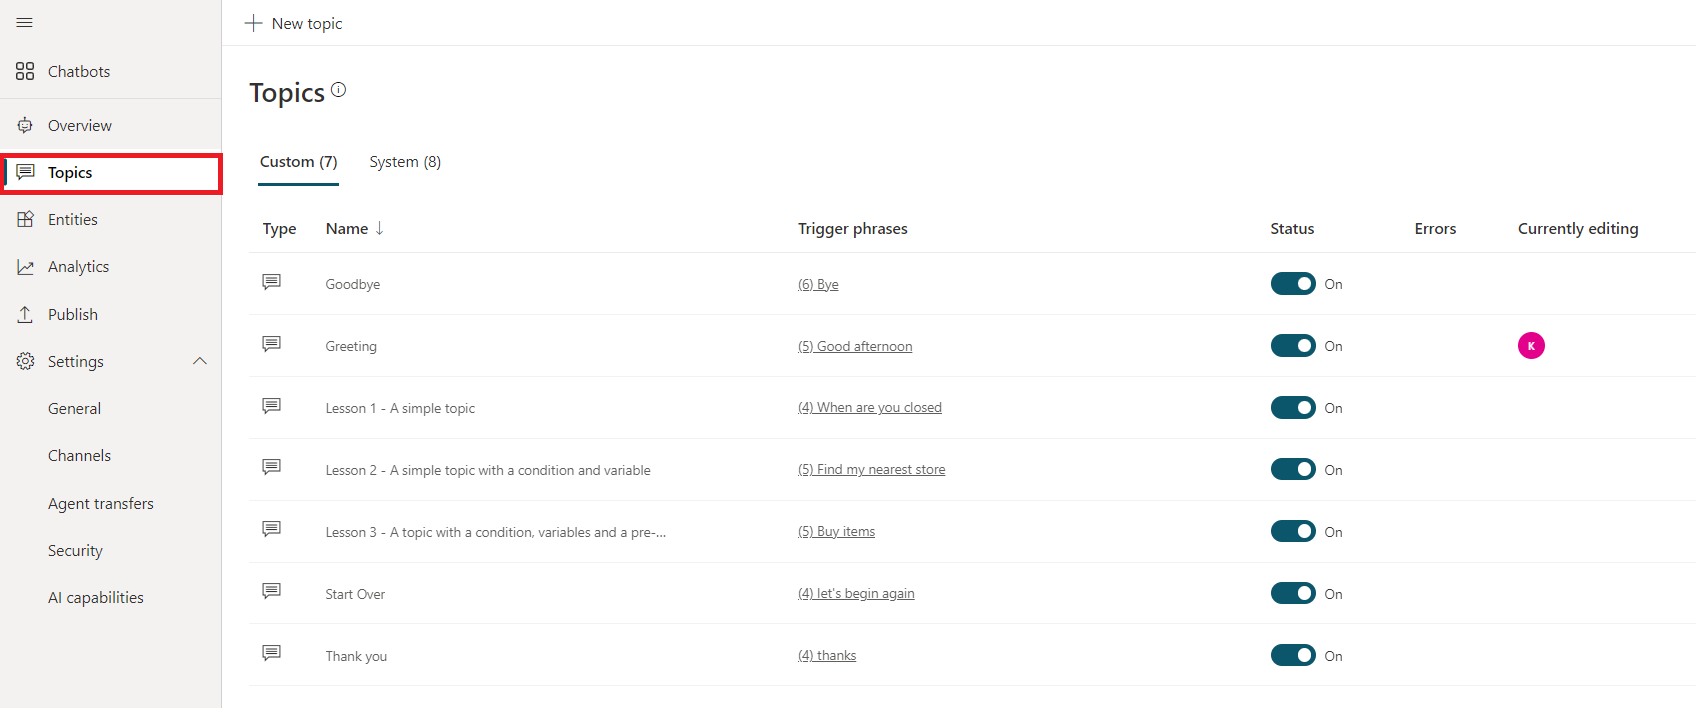 New topic
Chatbots
Overview
Topics
Entities
Analytics
Publish
Settings
General
Channels
Agent transfers
Security
AI capabilities
Topics
Custom (7) System (8)
Type Name ↓ Trigger phrases Status Errors Currently editing
Goodbye (6) Bye On
Greeting (5) Good afternoon On K
Lesson 1 - A simple topic (4) When are you closed On
Lesson 2 - A simple topic with a condition and variable (5) Find my nearest store On
Lesson 3 - A topic with a condition, variables and a pre-... (5) Buy items On
Start Over (4) let's begin again On
Thank you (4) thanks On